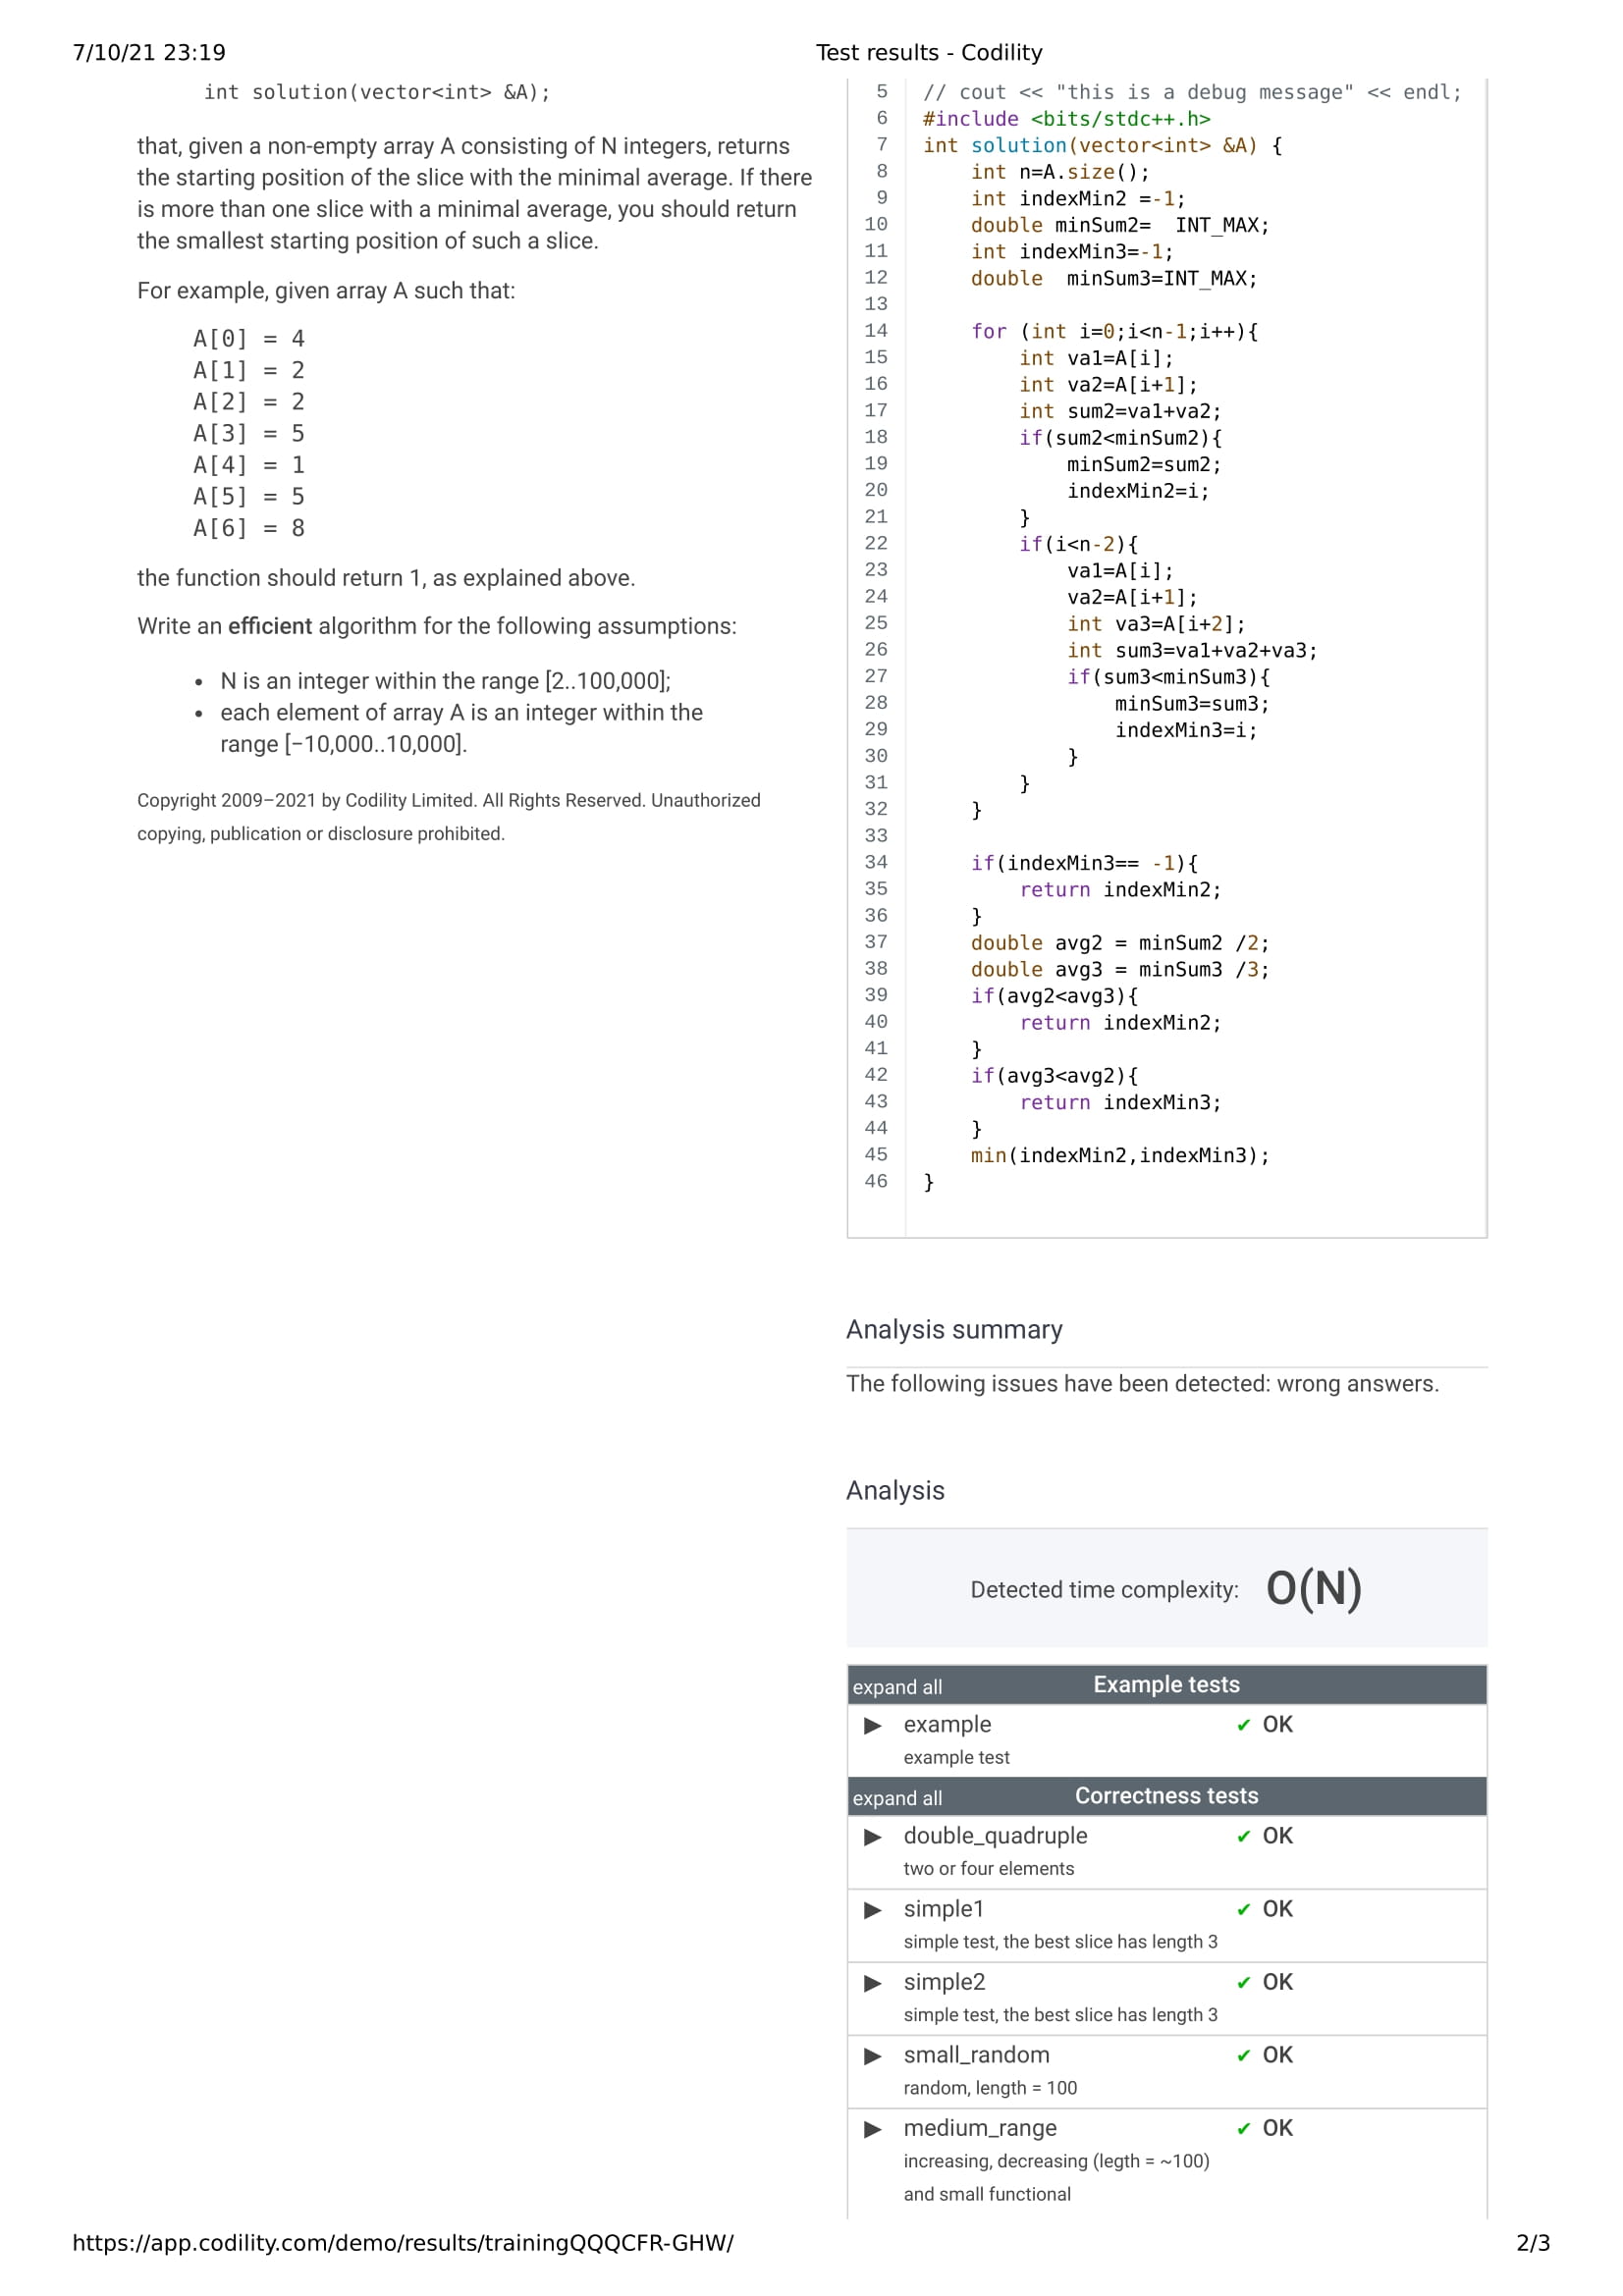 7/10/21 23:19
Test results - Codility
int solution(vector<int> &A);
that, given a non-empty array A consisting of N integers, returns
the starting position of the slice with the minimal average. If there
is more than one slice with a minimal average, you should return
the smallest starting position of such a slice.
For example, given array A such that:
A[0] = 4
A[1] = 2
A[2] = 2
A[3] = 5
A[4] = 1
A[5] = 5
A[6] = 8
the function should return 1, as explained above.
Write an efficient algorithm for the following assumptions:
• N is an integer within the range [2..100,000];
• each element of array A is an integer within the
range [−10,000..10,000].
Copyright 2009–2021 by Codility Limited. All Rights Reserved. Unauthorized
copying, publication or disclosure prohibited.
5 // cout << "this is a debug message" << endl;
6 #include <bits/stdc++.h>
7 int solution(vector<int> &A) {
8     int n=A.size();
9     int indexMin2 =-1;
10     double minSum2=  INT_MAX;
11     int indexMin3=-1;
12     double  minSum3=INT_MAX;
13
14     for (int i=0;i<n-1;i++){
15         int va1=A[i];
16         int va2=A[i+1];
17         int sum2=va1+va2;
18         if(sum2<minSum2){
19             minSum2=sum2;
20             indexMin2=i;
21         }
22         if(i<n-2){
23             va1=A[i];
24             va2=A[i+1];
25             int va3=A[i+2];
26             int sum3=va1+va2+va3;
27             if(sum3<minSum3){
28                 minSum3=sum3;
29                 indexMin3=i;
30             }
31         }
32     }
33
34     if(indexMin3== -1){
35         return indexMin2;
36     }
37     double avg2 = minSum2 /2;
38     double avg3 = minSum3 /3;
39     if(avg2<avg3){
40         return indexMin2;
41     }
42     if(avg3<avg2){
43         return indexMin3;
44     }
45     min(indexMin2,indexMin3);
46 }
Analysis summary
The following issues have been detected: wrong answers.
Analysis
Detected time complexity: O(N)
expand all Example tests
▶ example ✔ OK
example test
expand all Correctness tests
▶ double_quadruple ✔ OK
two or four elements
▶ simple1 ✔ OK
simple test, the best slice has length 3
▶ simple2 ✔ OK
simple test, the best slice has length 3
▶ small_random ✔ OK
random, length = 100
▶ medium_range ✔ OK
increasing, decreasing (legth = ~100)
and small functional
https://app.codility.com/demo/results/trainingQQQCFR-GHW/
2/3